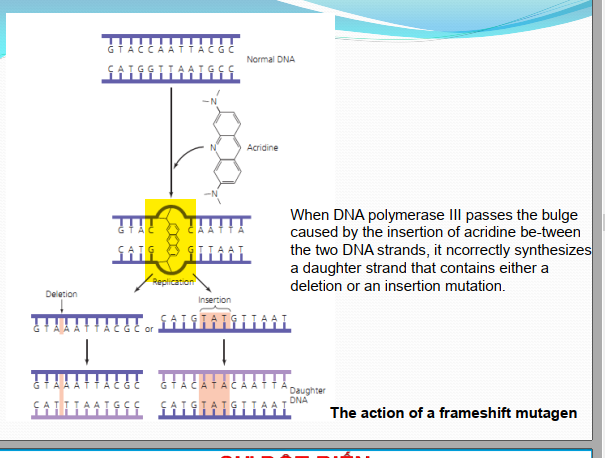 G T A C C A A T T A C G C
C A T G G T T A A T G C C
Normal DNA
N
N
Acridine
N
G T A C C A A T T A
C A T G G T T A A T
When DNA polymerase III passes the bulge
caused by the insertion of acridine be-tween
the two DNA strands, it ncorrectly synthesizes
a daughter strand that contains either a
deletion or an insertion mutation.
Replication
Deletion
Insertion
G T A A A T T A C G C or
C A T G T A T G T T A A T
G T A A A T T A C G C
C A T T T A A T G C C
G T A C A T A C A A T T A
C A T G T A T G T T A A T
Daughter
DNA
The action of a frameshift mutagen